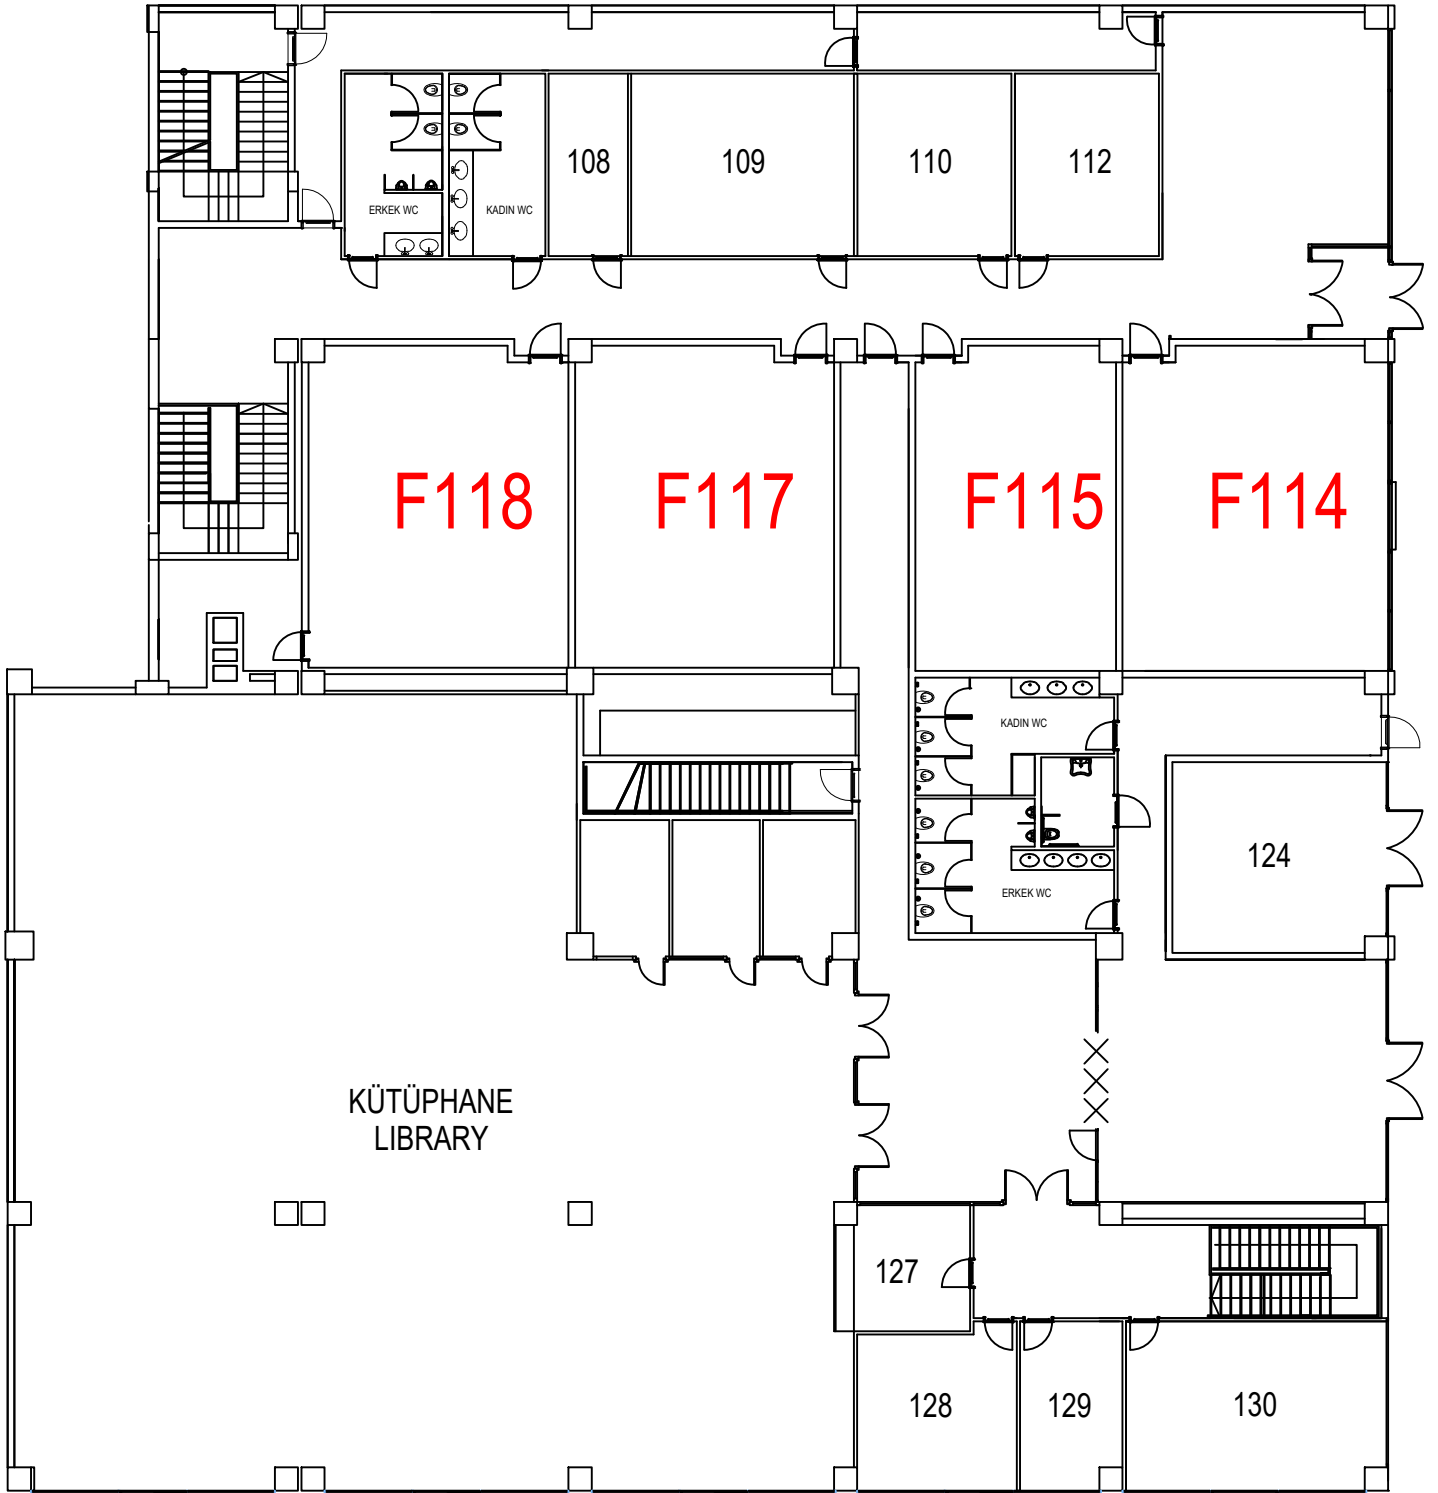 108
109
110
112
ERKEK WC
KADIN WC
F118
F117
F115
F114
KADIN WC
124
ERKEK WC
KÜTÜPHANE
LIBRARY
127
128
129
130